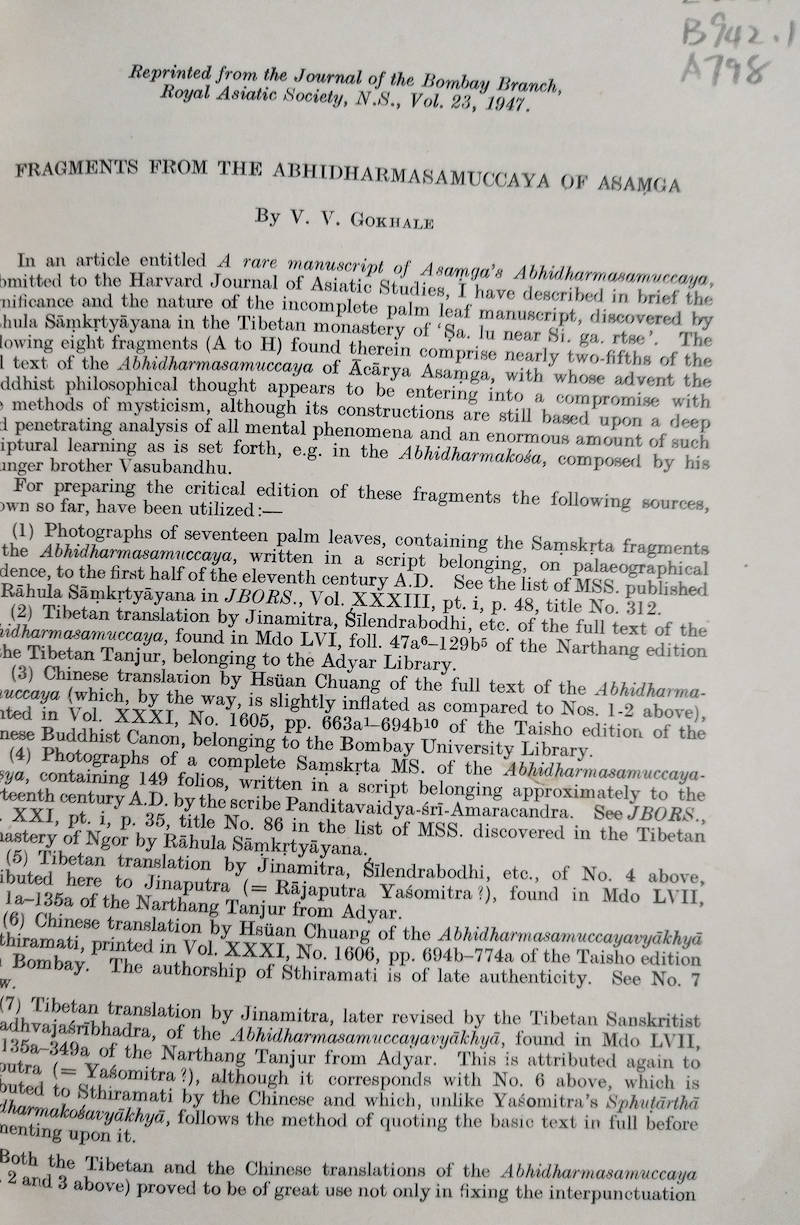 B942.1
A798
Reprinted from the Journal of the Bombay Branch,
Royal Asiatic Society, N.S., Vol. 23, 1947.
FRAGMENTS FROM THE ABHIDHARMASAMUCCAYA OF ASAṂGA
By V. V. GOKHALE
In an article entitled A rare manuscript of Asaṃga's Abhidharmasamuccaya,
omitted to the Harvard Journal of Asiatic Studies, I have described in brief the
nificance and the nature of the incomplete palm leaf manuscript, discovered by
hula Sāṃkṛtyāyana in the Tibetan monastery of 'Ṣa. lu near Si. ga. rtse'. The
lowing eight fragments (A to H) found therein comprise nearly two-fifths of the
l text of the Abhidharmasamuccaya of Ācārya Asaṃga, with whose advent the
ddhist philosophical thought appears to be entering into a compromise with
methods of mysticism, although its constructions are still based upon a deep
d penetrating analysis of all mental phenomena and an enormous amount of such
iptural learning as is set forth, e.g. in the Abhidharmakośa, composed by his
unger brother Vasubandhu.
For preparing the critical edition of these fragments the following sources,
own so far, have been utilized:—
(1) Photographs of seventeen palm leaves, containing the Saṃskṛta fragments
the Abhidharmasamuccaya, written in a script belonging, on palaeographical
dence, to the first half of the eleventh century A.D. See the list of MSS. published
Rāhula Sāṃkṛtyāyana in JBORS., Vol. XXXIII, pt. i, p. 48, title No. 312.
(2) Tibetan translation by Jinamitra, Śīlendrabodhi, etc. of the full text of the
hidharmasamuccaya, found in Mdo LVI, foll. 47a⁶–129b⁵ of the Narthang edition
he Tibetan Tanjur, belonging to the Adyar Library.
(3) Chinese translation by Hsüan Chuang of the full text of the Abhidharma-
uccaya (which, by the way, is slightly inflated as compared to Nos. 1-2 above),
nted in Vol. XXXI, No. 1605, pp. 663a¹–694b¹⁰ of the Taisho edition of the
nese Buddhist Canon, belonging to the Bombay University Library.
(4) Photographs of a complete Saṃskṛta MS. of the Abhidharmasamuccaya-
ṣya, containing 149 folios, written in a script belonging approximately to the
teenth century A.D. by the scribe Panditavaidya-śrī-Amaracandra. See JBORS.,
. XXI, pt. i, p. 35, title No. 86 in the list of MSS. discovered in the Tibetan
nastery of Ngor by Rāhula Sāṃkṛtyāyana.
(5) Tibetan translation by Jinamitra, Śīlendrabodhi, etc., of No. 4 above,
ibuted here to Jinaputra (= Rājaputra Yaśomitra ?), found in Mdo LVII,
1a–135a of the Narthang Tanjur from Adyar.
(6) Chinese translation by Hsüan Chuang of the Abhidharmasamuccayavyākhyā
thiramati, printed in Vol. XXXI, No. 1606, pp. 694b–774a of the Taisho edition
Bombay. The authorship of Sthiramati is of late authenticity. See No. 7
w.
(7) Tibetan translation by Jinamitra, later revised by the Tibetan Sanskritist
adhvajaśrībhadra, of the Abhidharmasamuccayavyākhyā, found in Mdo LVII,
135a–349a of the Narthang Tanjur from Adyar. This is attributed again to
putra (= Yaśomitra ?), although it corresponds with No. 6 above, which is
buted to Sthiramati by the Chinese and which, unlike Yaśomitra's Sphuṭārthā
dharmakośavyākhyā, follows the method of quoting the basic text in full before
nenting upon it.
Both the Tibetan and the Chinese translations of the Abhidharmasamuccaya
. 2 and 3 above) proved to be of great use not only in fixing the interpunctuation